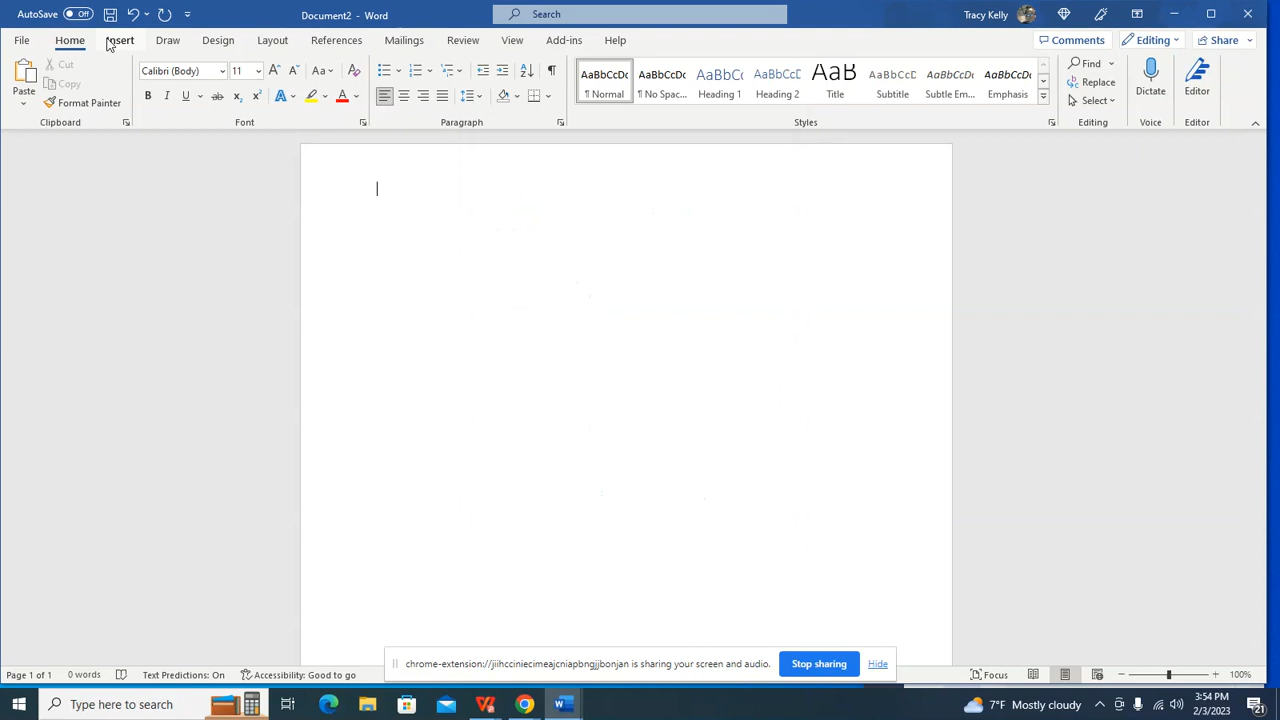 AutoSave Off Document2 - Word Search Tracy Kelly
File Home Insert Draw Design Layout References Mailings Review View Add-ins Help Comments Editing Share
Paste Cut Copy Format Painter Clipboard
Calibri (Body) 11 Aa Font
Paragraph
AaBbCcDc ¶ Normal
AaBbCcDc ¶ No Spac...
AaBbCc Heading 1
AaBbCcD Heading 2
AaB Title
AaBbCcD Subtitle
AaBbCcDc Subtle Em...
AaBbCcDc Emphasis
Styles
Find Replace Select Editing
Dictate Voice
Editor Editor
chrome-extension://jiihcciniecimeajcniapbngjjbonjan is sharing your screen and audio. Stop sharing Hide
Page 1 of 1 0 words Text Predictions: On Accessibility: Good to go Focus 100%
Type here to search 7°F Mostly cloudy 3:54 PM
2/3/2023 21